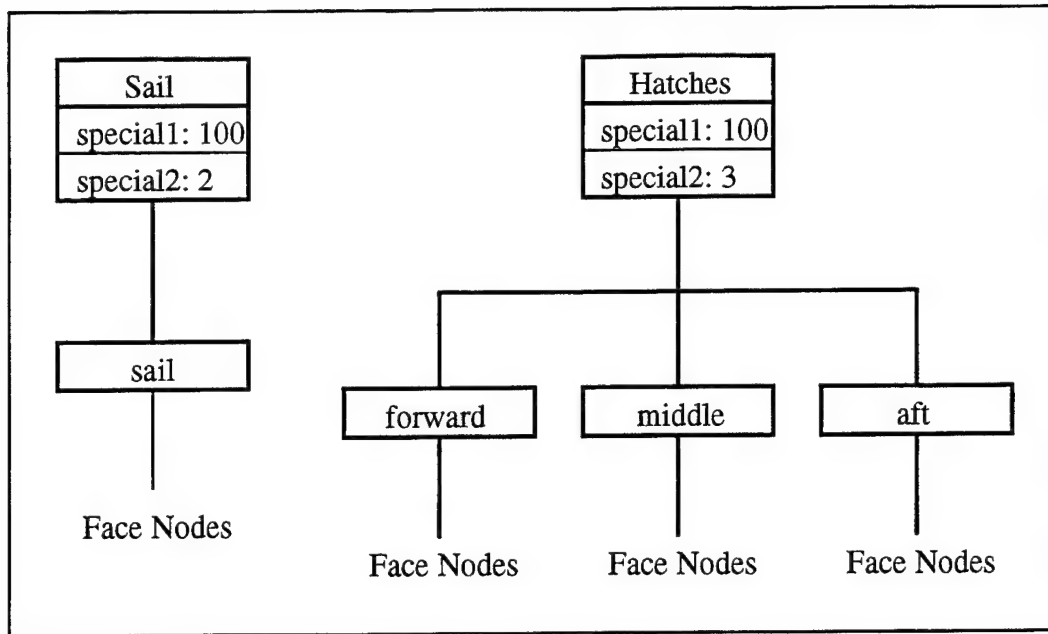 Sail
special1: 100
special2: 2
sail
Face Nodes
Hatches
special1: 100
special2: 3
forward
middle
aft
Face Nodes
Face Nodes
Face Nodes